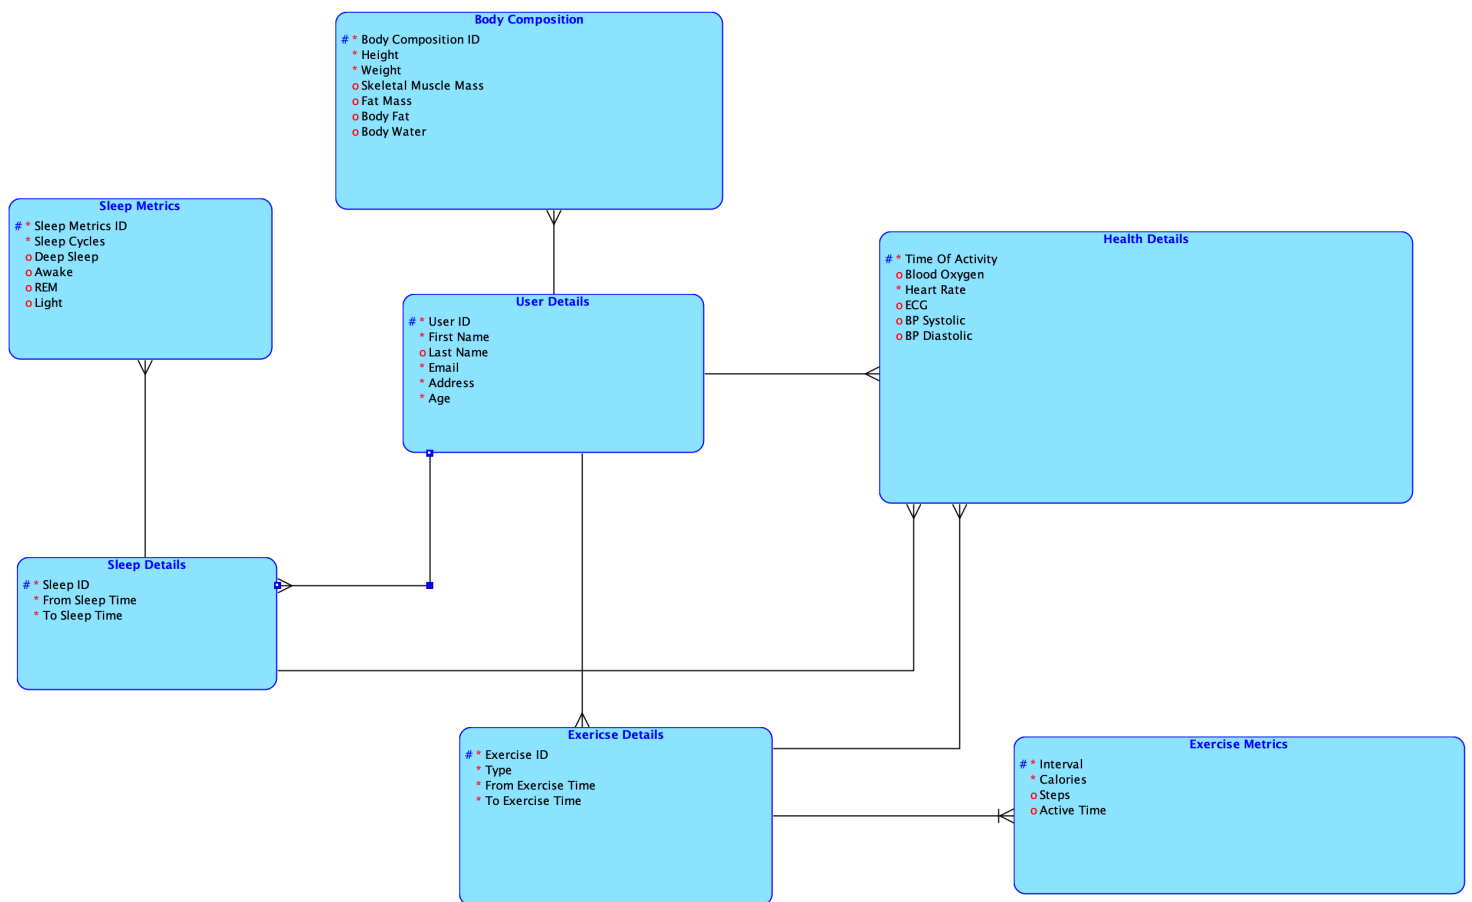 Body Composition
# * Body Composition ID
* Height
* Weight
o Skeletal Muscle Mass
o Fat Mass
o Body Fat
o Body Water
Sleep Metrics
# * Sleep Metrics ID
* Sleep Cycles
o Deep Sleep
o Awake
o REM
o Light
User Details
# * User ID
* First Name
o Last Name
* Email
* Address
* Age
Health Details
# * Time Of Activity
o Blood Oxygen
* Heart Rate
o ECG
o BP Systolic
o BP Diastolic
Sleep Details
# * Sleep ID
* From Sleep Time
* To Sleep Time
Exericse Details
# * Exercise ID
* Type
* From Exercise Time
* To Exercise Time
Exercise Metrics
# * Interval
* Calories
o Steps
o Active Time